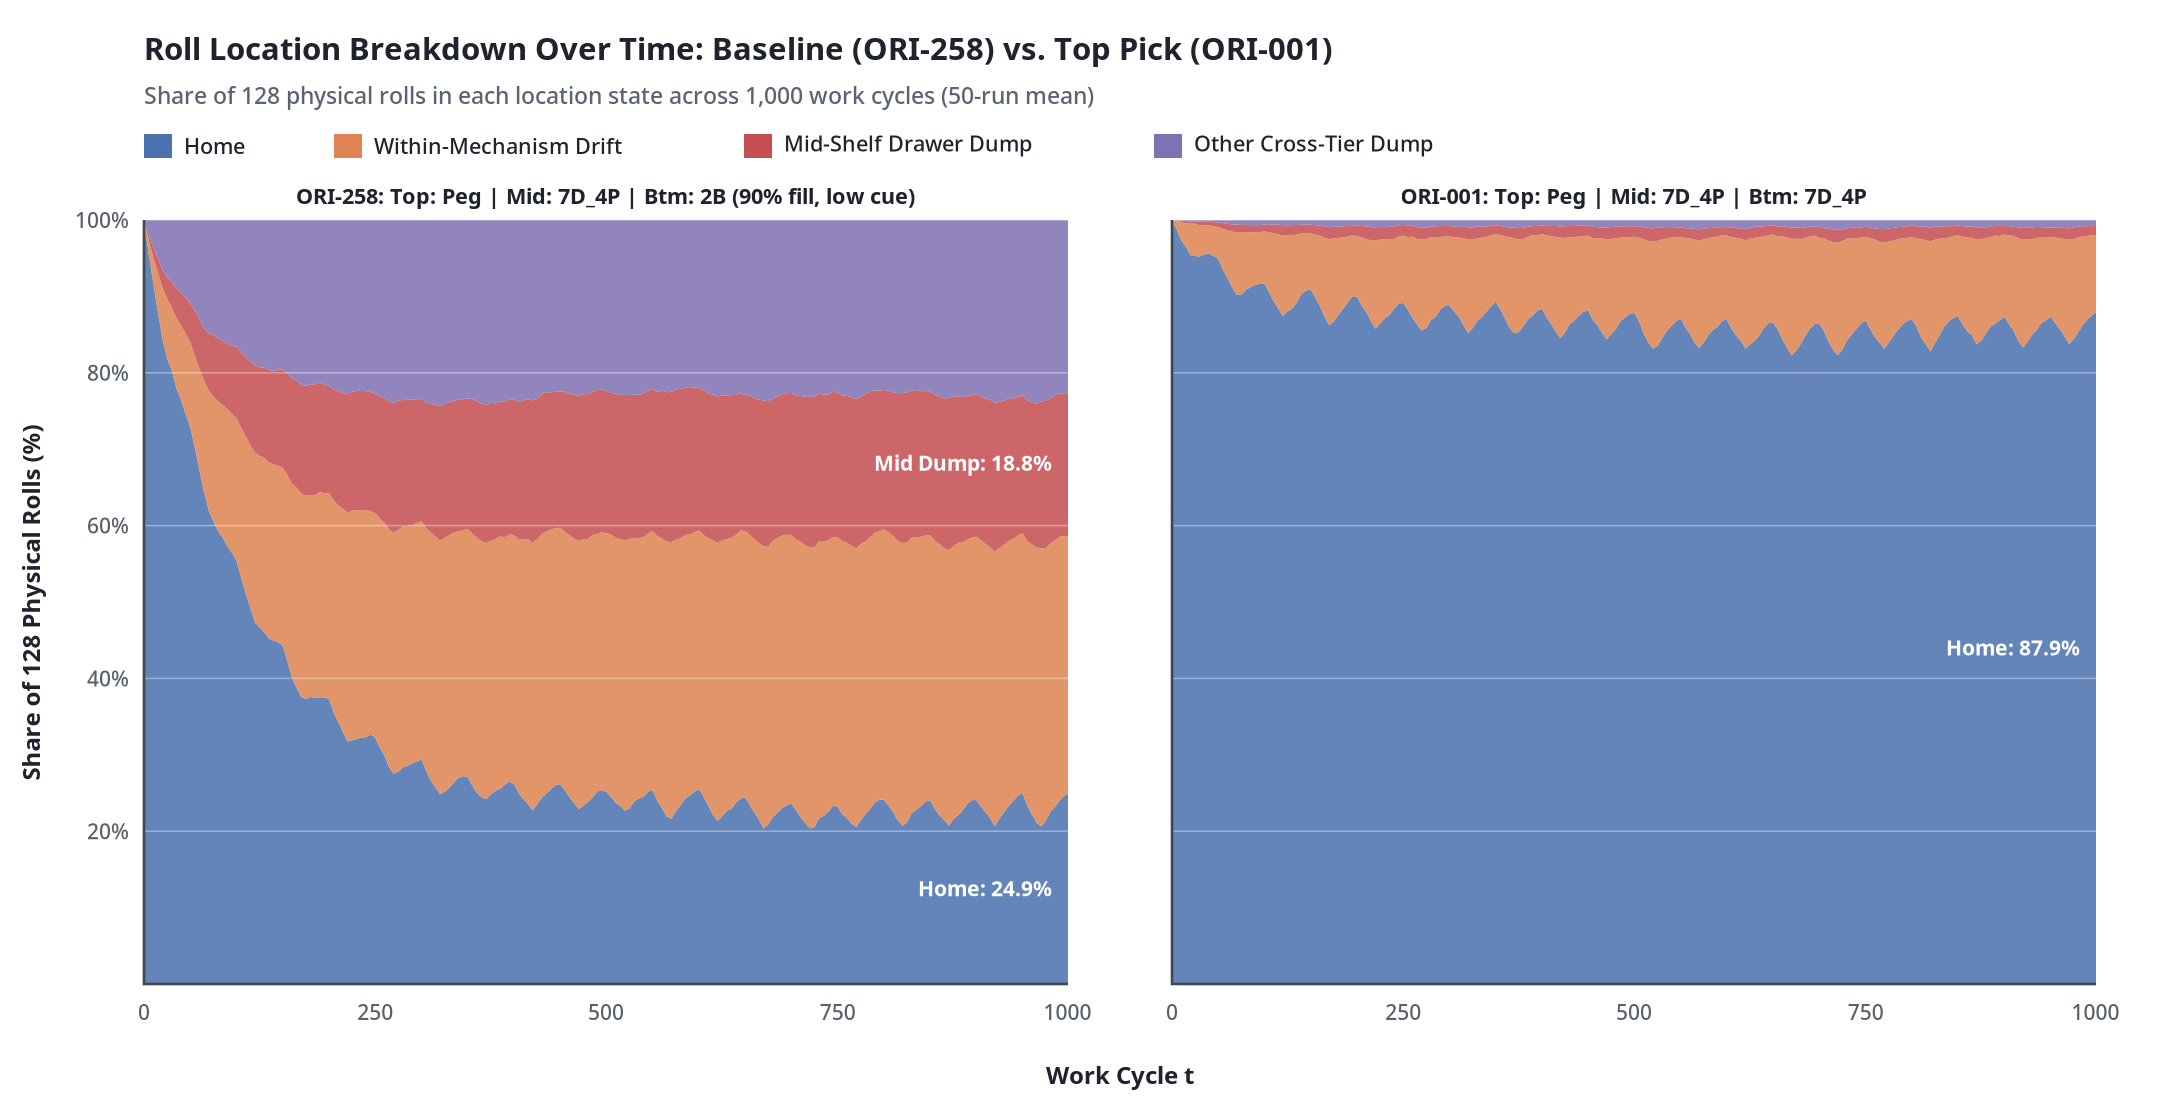 Roll Location Breakdown Over Time: Baseline (ORI-258) vs. Top Pick (ORI-001)
Share of 128 physical rolls in each location state across 1,000 work cycles (50-run mean)
Home
Within-Mechanism Drift
Mid-Shelf Drawer Dump
Other Cross-Tier Dump
ORI-258: Top: Peg | Mid: 7D_4P | Btm: 2B (90% fill, low cue)
ORI-001: Top: Peg | Mid: 7D_4P | Btm: 7D_4P
Share of 128 Physical Rolls (%)
100%
80%
60%
40%
20%
Mid Dump: 18.8%
Home: 24.9%
Home: 87.9%
0
250
500
750
1000
0
250
500
750
1000
Work Cycle t